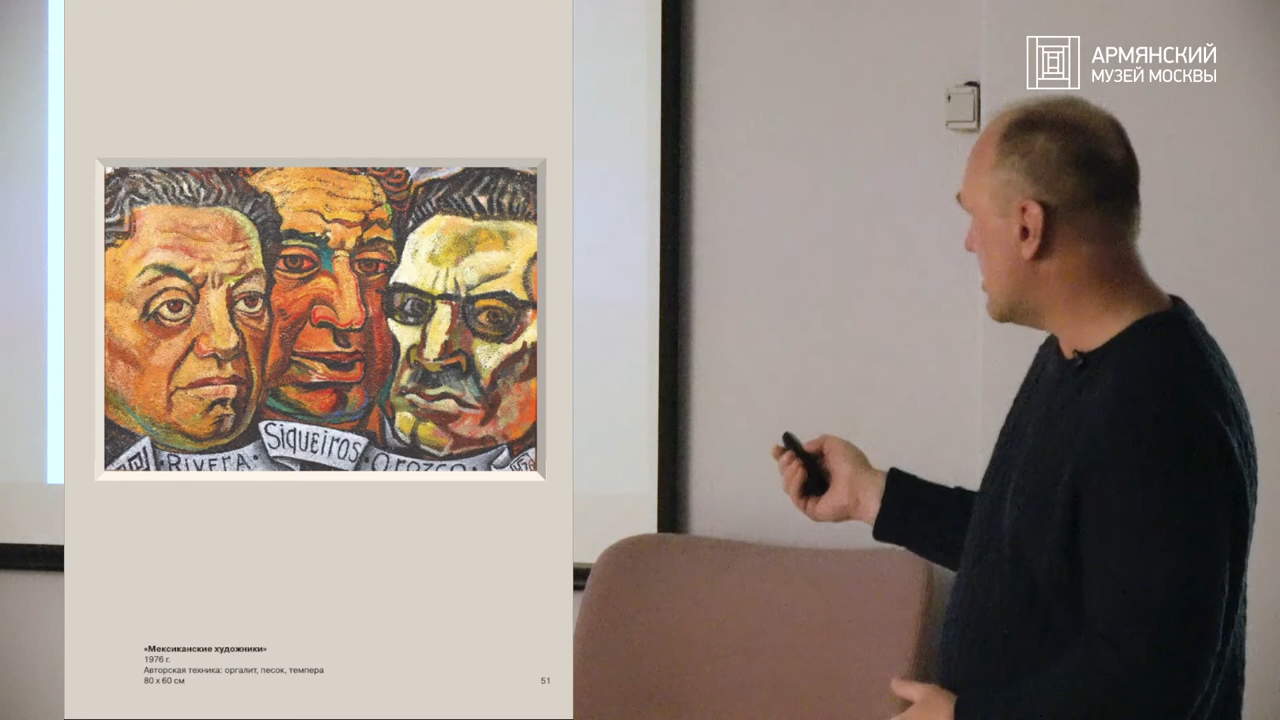 АРМЯНСКИЙ
МУЗЕЙ МОСКВЫ
Siqueiros
·RIVERA·
·OROZCO·
«Мексиканские художники»
1976 г.
Авторская техника: оргалит, песок, темпера
80 х 60 см
51